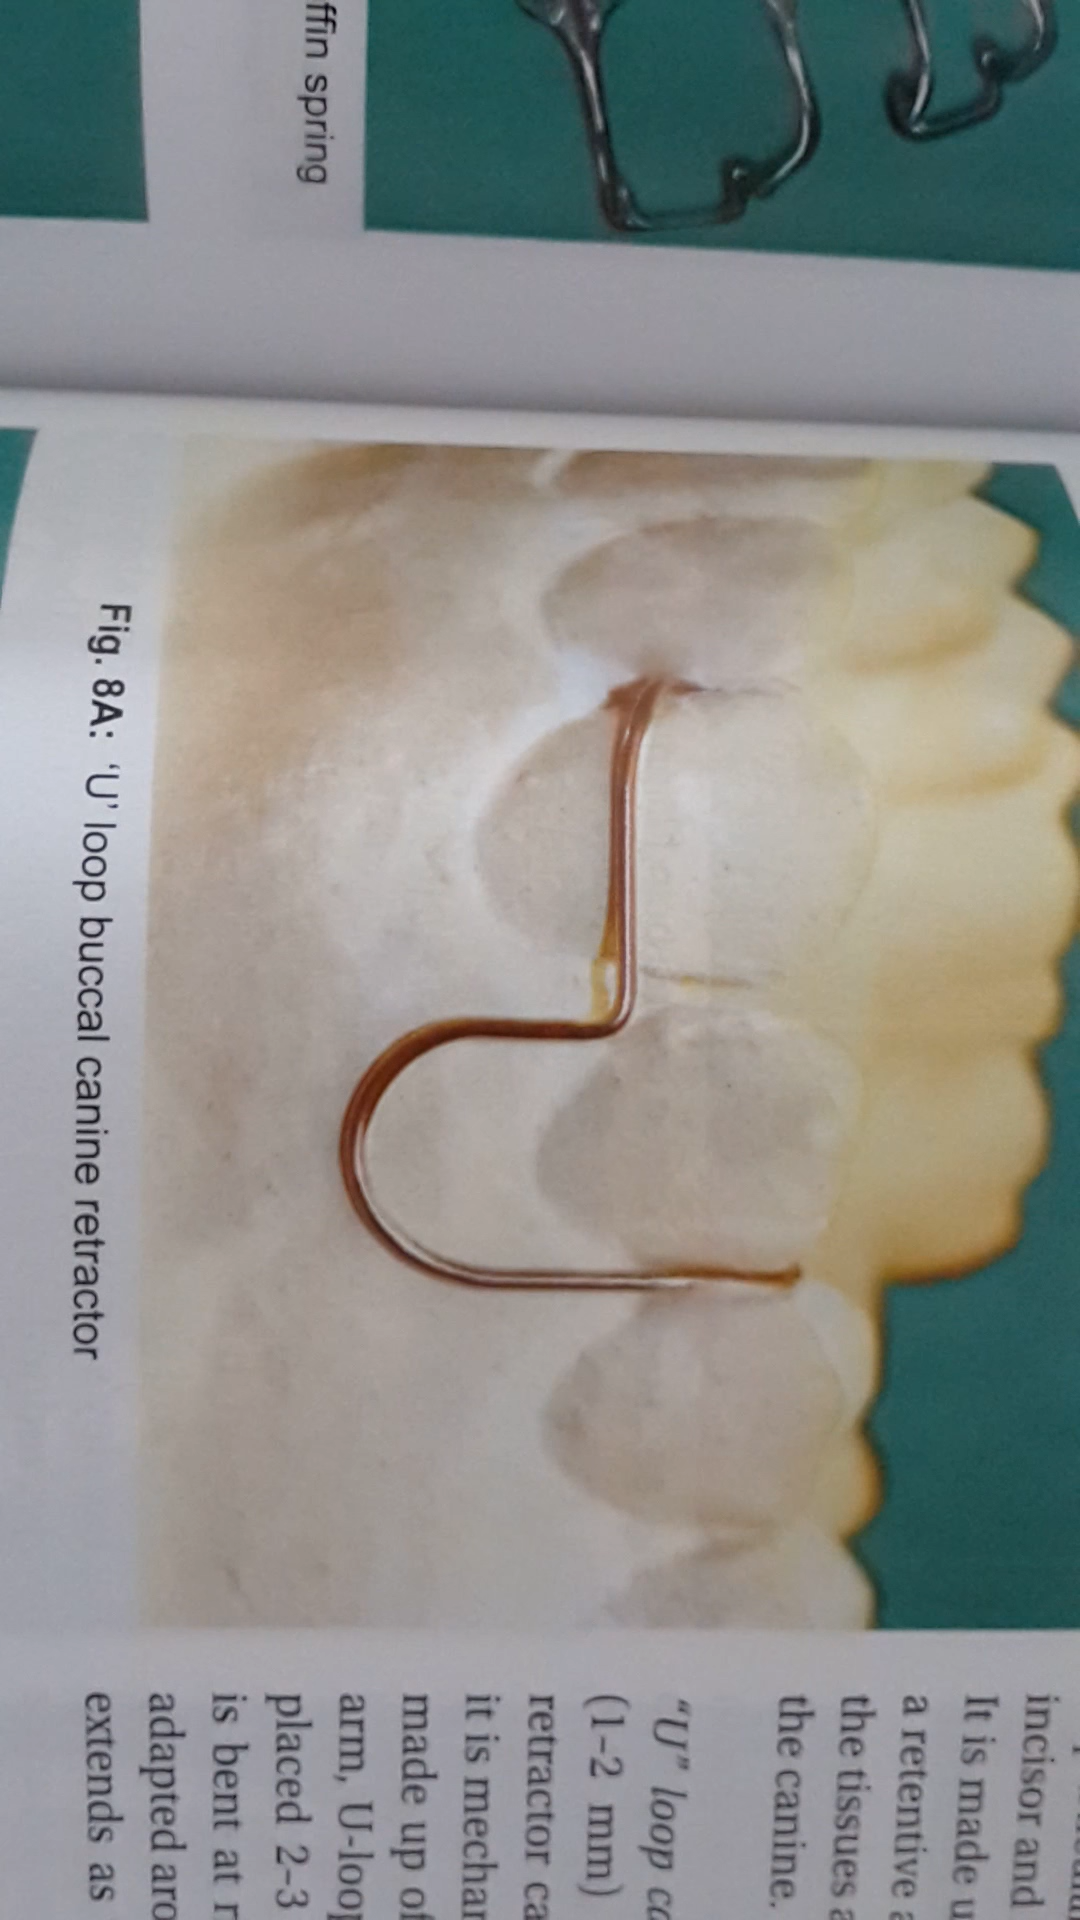 ffin spring
Fig. 8A: 'U' loop buccal canine retractor
incisor and
It is made u
a retentive a
the tissues a
the canine.
"U" loop ca
(1-2 mm)
retractor ca
it is mechan
made up of
arm, U-loop
placed 2-3
is bent at r
adapted aro
extends as